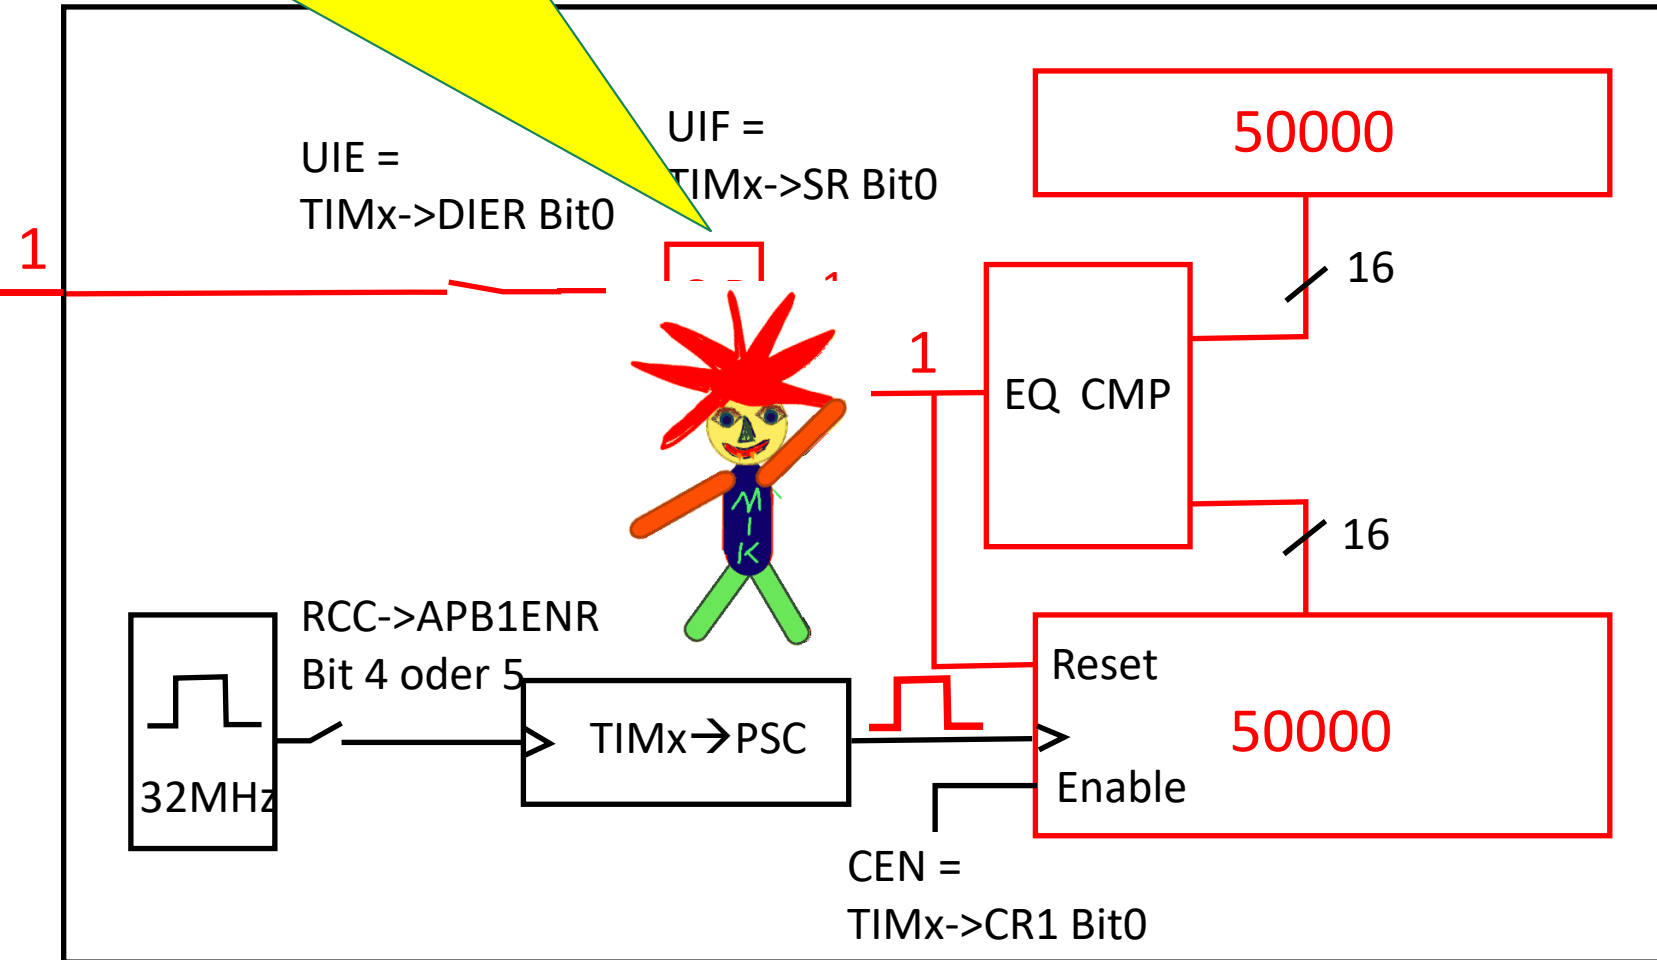 UIE =
TIMx->DIER Bit0
UIF =
TIMx->SR Bit0
50000
1
16
1
EQ CMP
M
I
K
16
RCC->APB1ENR
Bit 4 oder 5
32MHz
TIMx→PSC
Reset
50000
Enable
CEN =
TIMx->CR1 Bit0